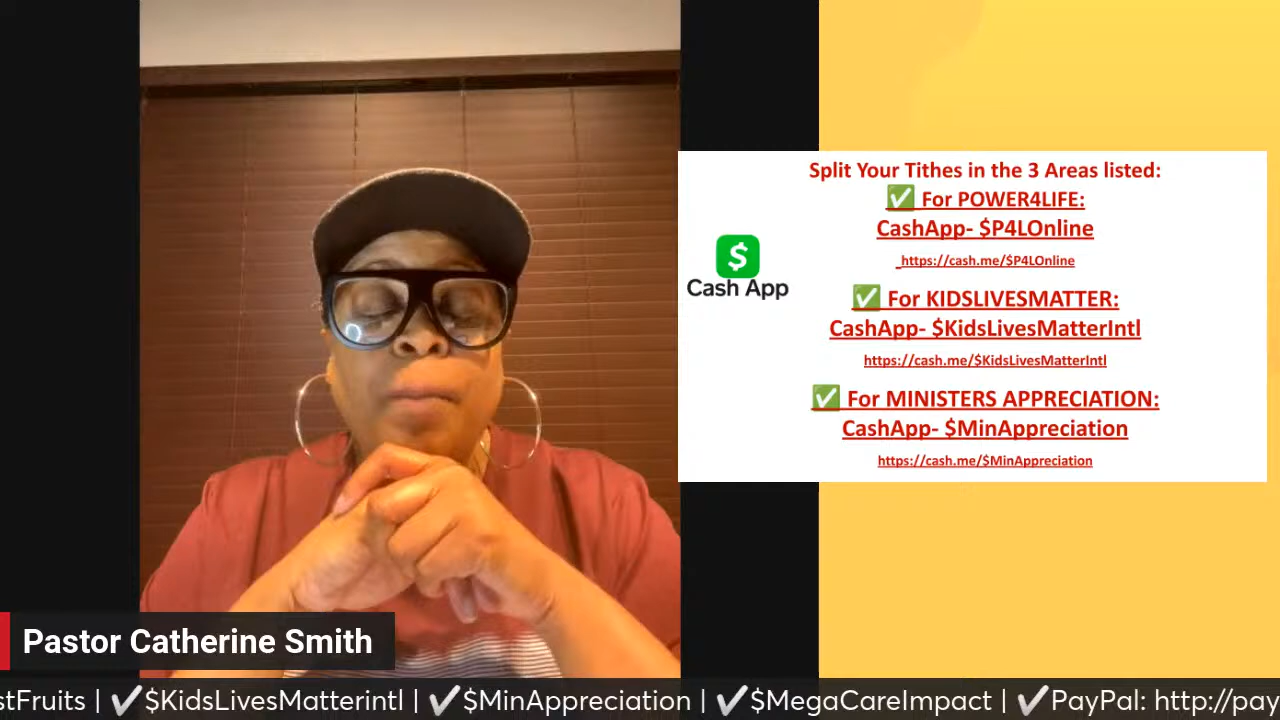 Split Your Tithes in the 3 Areas listed:
✅ For POWER4LIFE:
CashApp- $P4LOnline
https://cash.me/$P4LOnline
$
Cash App
✅ For KIDSLIVESMATTER:
CashApp- $KidsLivesMatterIntl
https://cash.me/$KidsLivesMatterIntl
✅ For MINISTERS APPRECIATION:
CashApp- $MinAppreciation
https://cash.me/$MinAppreciation
Pastor Catherine Smith
stFruits | ✔$KidsLivesMatterintl | ✔$MinAppreciation | ✔$MegaCareImpact | ✔PayPal: http://pay